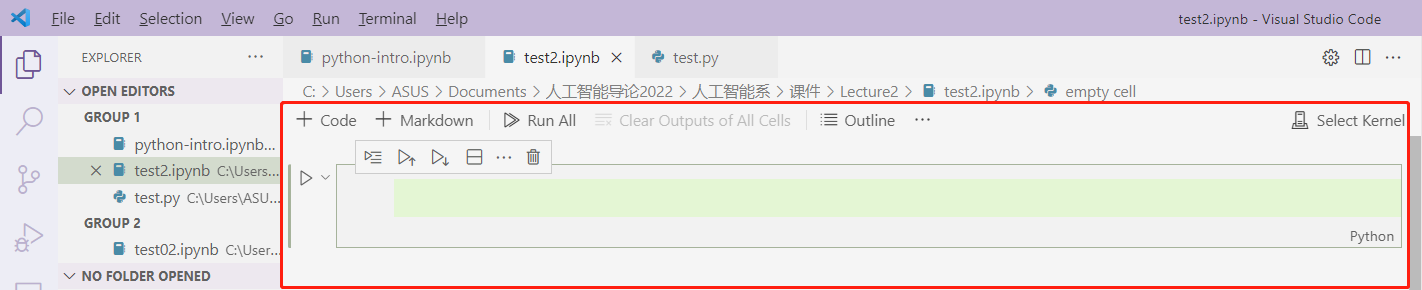 File Edit Selection View Go Run Terminal Help test2.ipynb - Visual Studio Code
EXPLORER ··· python-intro.ipynb test2.ipynb × test.py ···
OPEN EDITORS C: > Users > ASUS > Documents > 人工智能导论2022 > 人工智能系 > 课件 > Lecture2 > test2.ipynb > empty cell
GROUP 1 + Code + Markdown Run All Clear Outputs of All Cells Outline ··· Select Kernel
python-intro.ipynb...
× test2.ipynb C:\Users...
test.py C:\Users\ASU...
GROUP 2
Python
test02.ipynb C:\User...
NO FOLDER OPENED